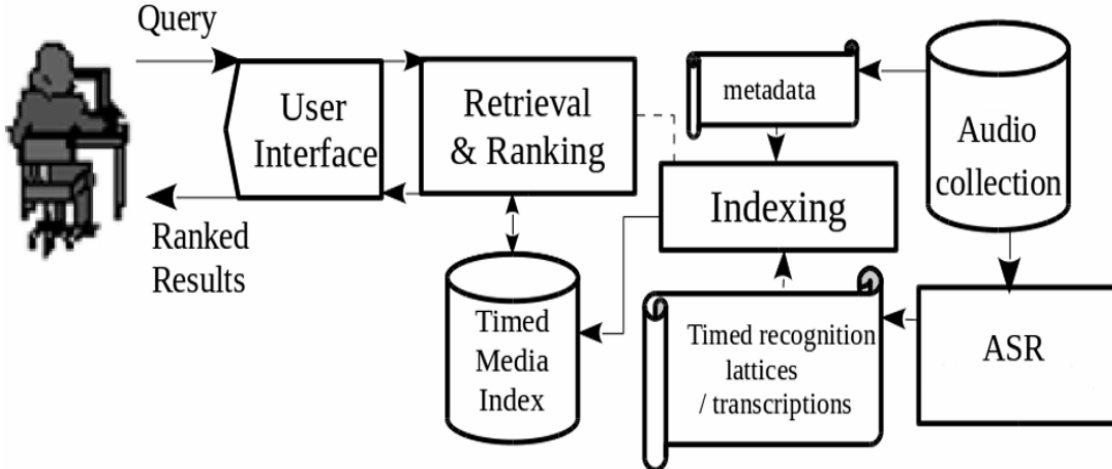 Query
User
Interface
Retrieval
& Ranking
metadata
Audio
collection
Indexing
Ranked
Results
Timed
Media
Index
Timed recognition
lattices
/ transcriptions
ASR